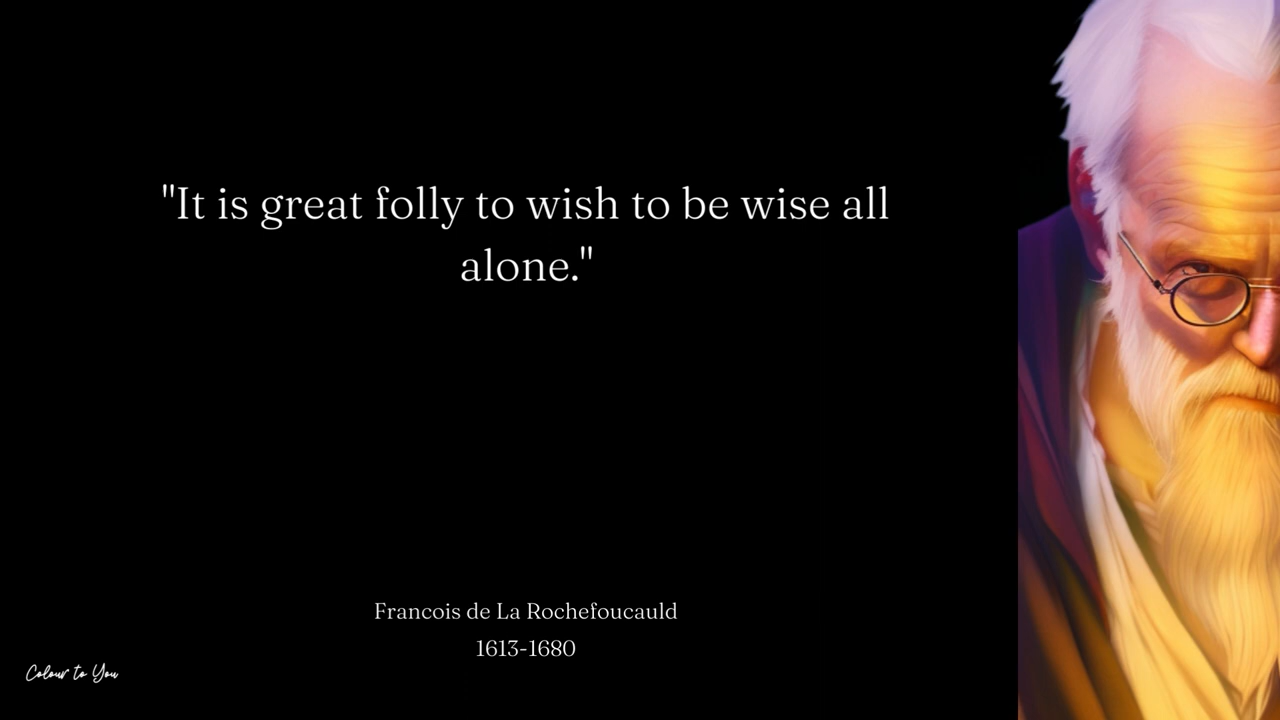 "It is great folly to wish to be wise all
alone."
Francois de La Rochefoucauld
1613-1680
Colour to You